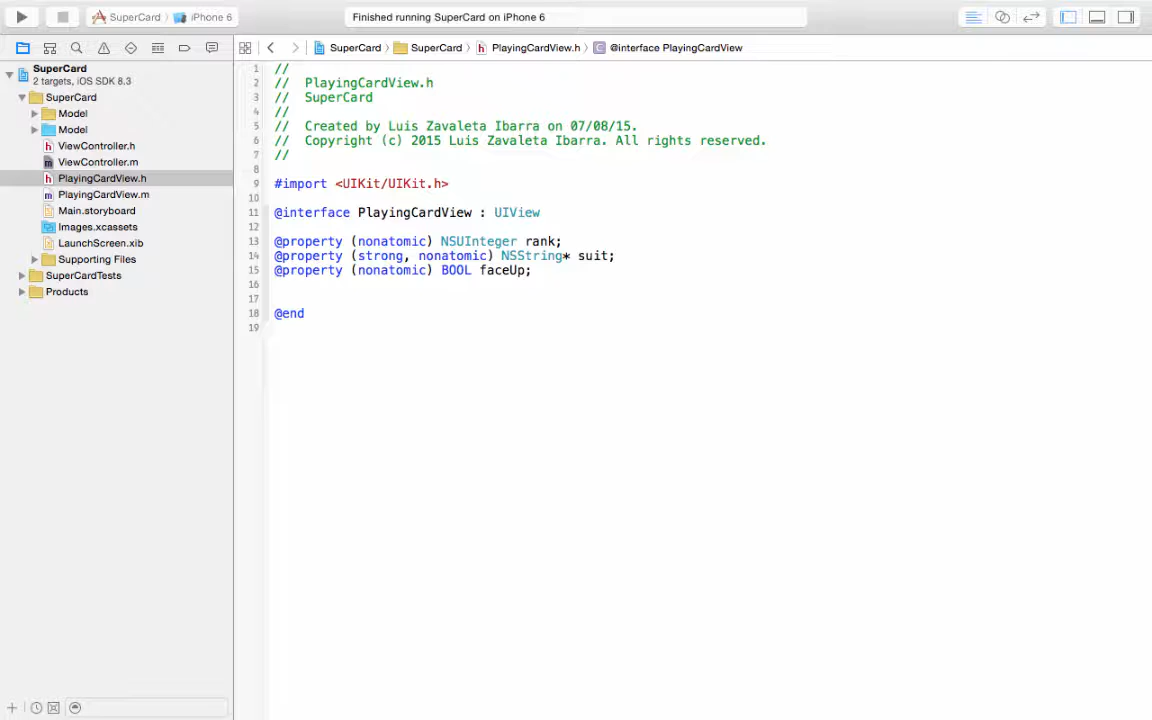 SuperCard 〉 iPhone 6
Finished running SuperCard on iPhone 6
SuperCard 〉 SuperCard 〉 h PlayingCardView.h 〉 C @interface PlayingCardView
SuperCard
2 targets, iOS SDK 8.3
SuperCard
Model
Model
h ViewController.h
m ViewController.m
h PlayingCardView.h
m PlayingCardView.m
Main.storyboard
Images.xcassets
LaunchScreen.xib
Supporting Files
SuperCardTests
Products
1 //
2 //  PlayingCardView.h
3 //  SuperCard
4 //
5 //  Created by Luis Zavaleta Ibarra on 07/08/15.
6 //  Copyright (c) 2015 Luis Zavaleta Ibarra. All rights reserved.
7 //
8
9 #import <UIKit/UIKit.h>
10
11 @interface PlayingCardView : UIView
12
13 @property (nonatomic) NSUInteger rank;
14 @property (strong, nonatomic) NSString* suit;
15 @property (nonatomic) BOOL faceUp;
16
17
18 @end
19